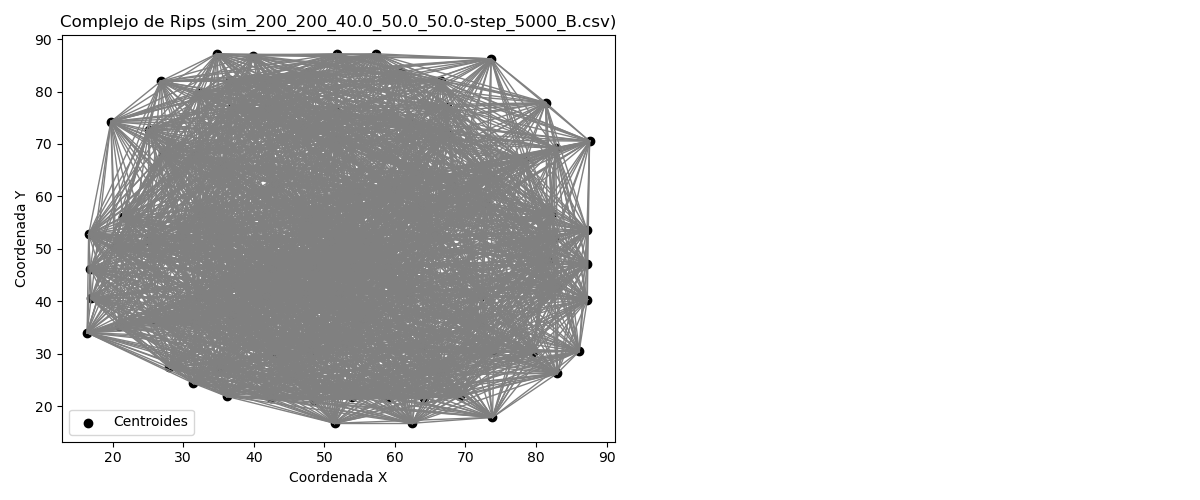 Complejo de Rips (sim_200_200_40.0_50.0_50.0-step_5000_B.csv)
90
80
70
60
50
40
30
20
Coordenada Y
Centroides
20 30 40 50 60 70 80 90
Coordenada X